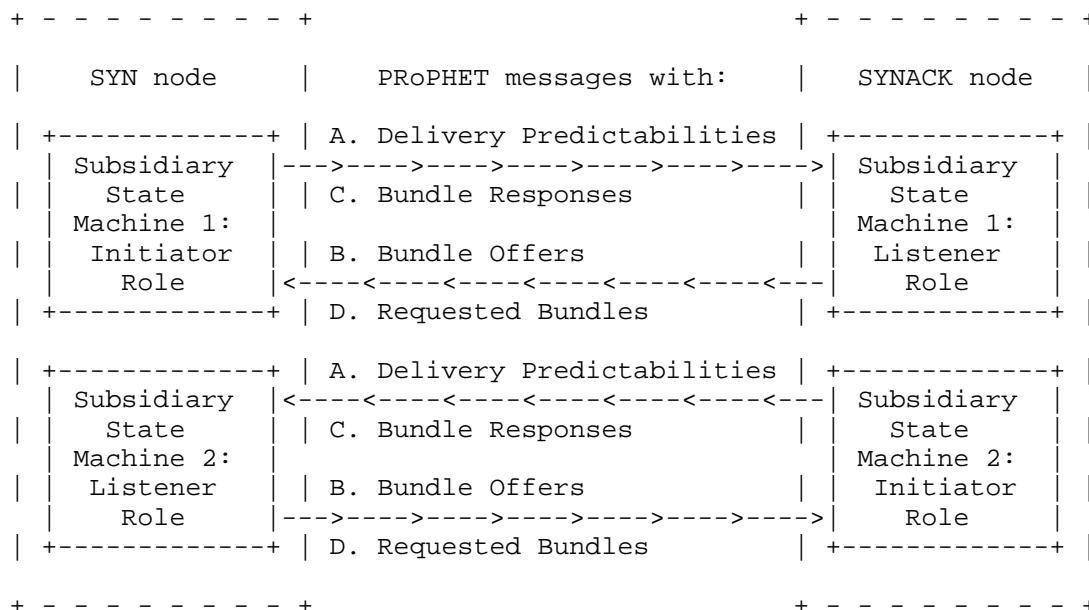 + - - - - - - - - +                              + - - - - - - - - +
|    SYN node     |    PRoPHET messages with:    |   SYNACK node   |
| +-------------+ | A. Delivery Predictabilities | +-------------+ |
  | Subsidiary  |--->---->---->---->---->---->---->| Subsidiary  |
| |   State     | | C. Bundle Responses          | |   State     | |
  | Machine 1:  |                                  | Machine 1:  |
| |  Initiator  | | B. Bundle Offers             | |  Listener   | |
  |    Role     |<----<----<----<----<----<----<---|    Role     |
| +-------------+ | D. Requested Bundles         | +-------------+ |
| +-------------+ | A. Delivery Predictabilities | +-------------+ |
  | Subsidiary  |<----<----<----<----<----<----<---| Subsidiary  |
| |   State     | | C. Bundle Responses          | |   State     | |
  | Machine 2:  |                                  | Machine 2:  |
| |  Listener   | | B. Bundle Offers             | |  Initiator  | |
  |    Role     |--->---->---->---->---->---->---->|    Role     |
| +-------------+ | D. Requested Bundles         | +-------------+ |
+ - - - - - - - - +                              + - - - - - - - - +